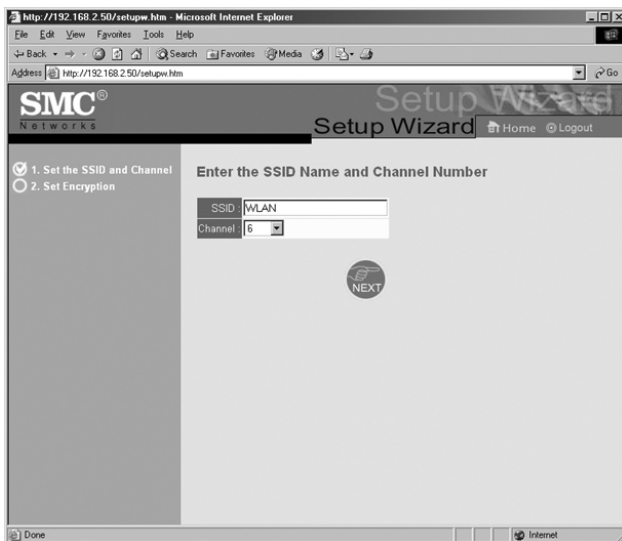 http://192.168.2.50/setupw.htm - Microsoft Internet Explorer
File Edit View Favorites Tools Help
Back Search Favorites Media
Address http://192.168.2.50/setupw.htm Go
SMC®
Networks
Setup Wizard
Setup Wizard Home Logout
1. Set the SSID and Channel
2. Set Encryption
Enter the SSID Name and Channel Number
SSID : WLAN
Channel : 6
NEXT
Done Internet